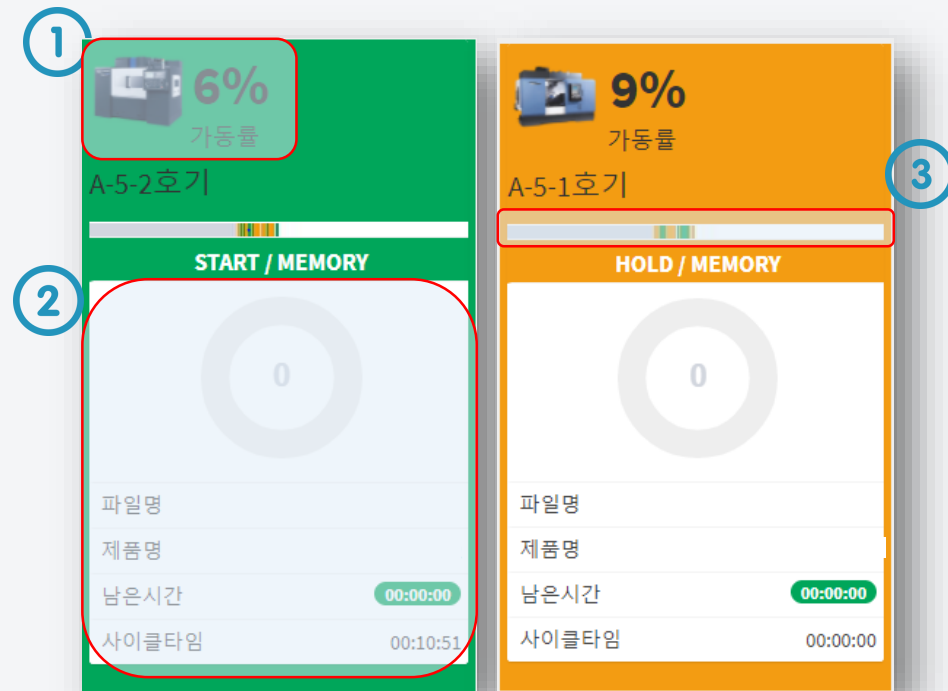 1
6%
가동률
A-5-2호기
START / MEMORY
2
0
파일명
제품명
남은시간 00:00:00
사이클타임 00:10:51
9%
가동률
3
A-5-1호기
HOLD / MEMORY
0
파일명
제품명
남은시간 00:00:00
사이클타임 00:00:00